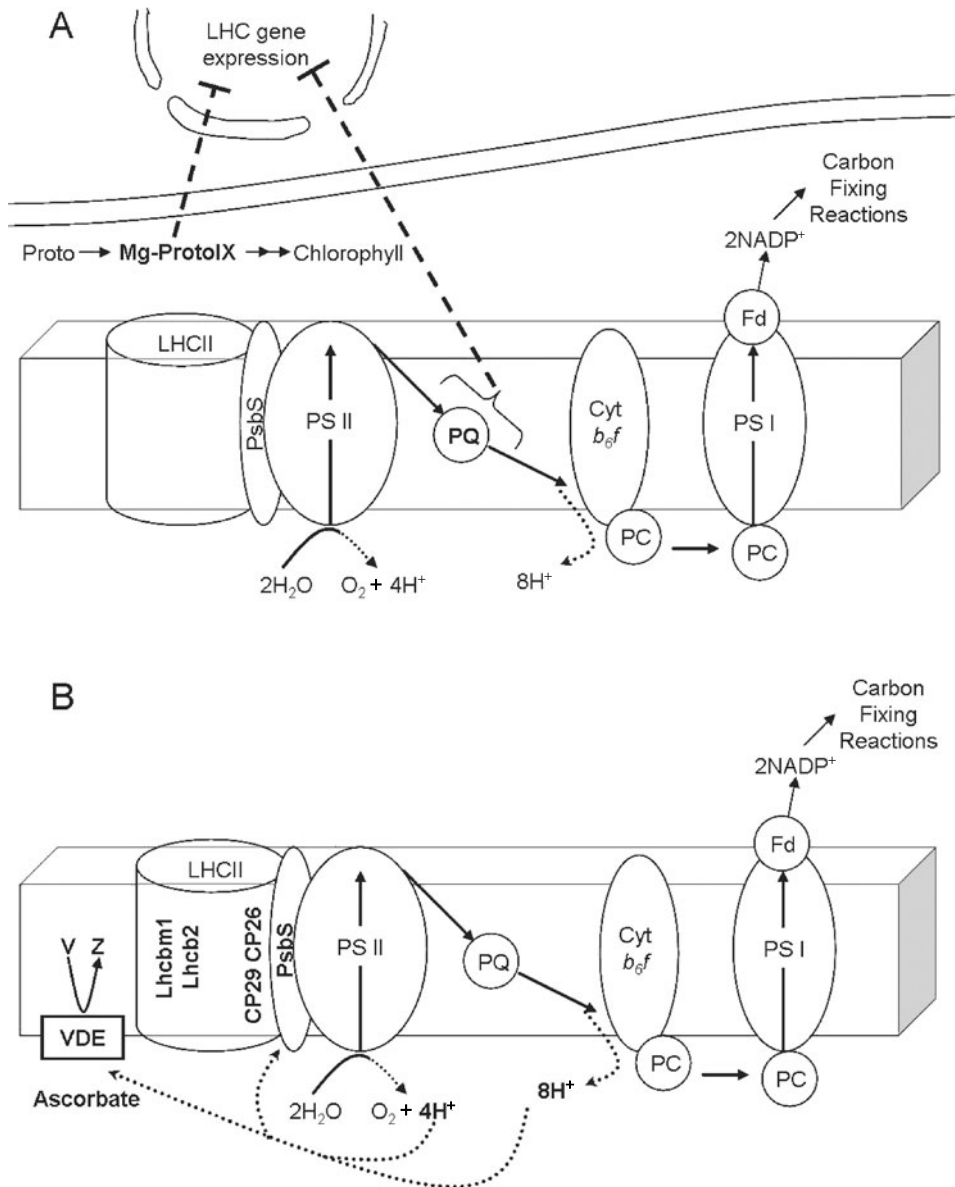 A
LHC gene
expression
Carbon
Fixing
Reactions
2NADP⁺
Proto Mg-ProtoIX Chlorophyll
Fd
LHCII
PsbS
PS II
PQ
Cyt
b₆f
PS I
PC
PC
2H₂O O₂ + 4H⁺
8H⁺
B
Carbon
Fixing
Reactions
2NADP⁺
Fd
LHCII
V Z
Lhcbm1
Lhcb2
CP29 CP26
PsbS
PS II
PQ
Cyt
b₆f
PS I
VDE
PC
PC
Ascorbate
2H₂O O₂ + 4H⁺
8H⁺